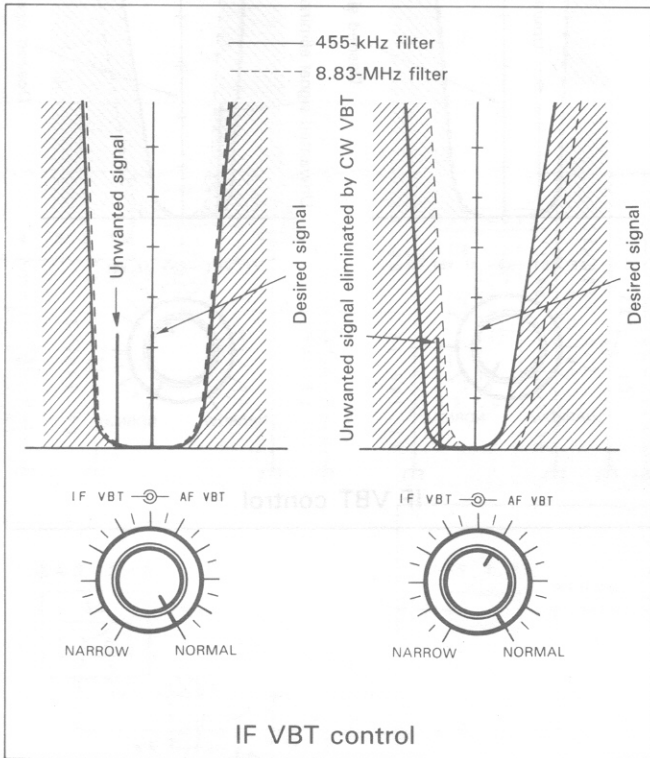 455-kHz filter
8.83-MHz filter
Unwanted signal
Desired signal
Unwanted signal eliminated by CW VBT
Desired signal
IF VBT AF VBT
NARROW NORMAL
IF VBT AF VBT
NARROW NORMAL
IF VBT control